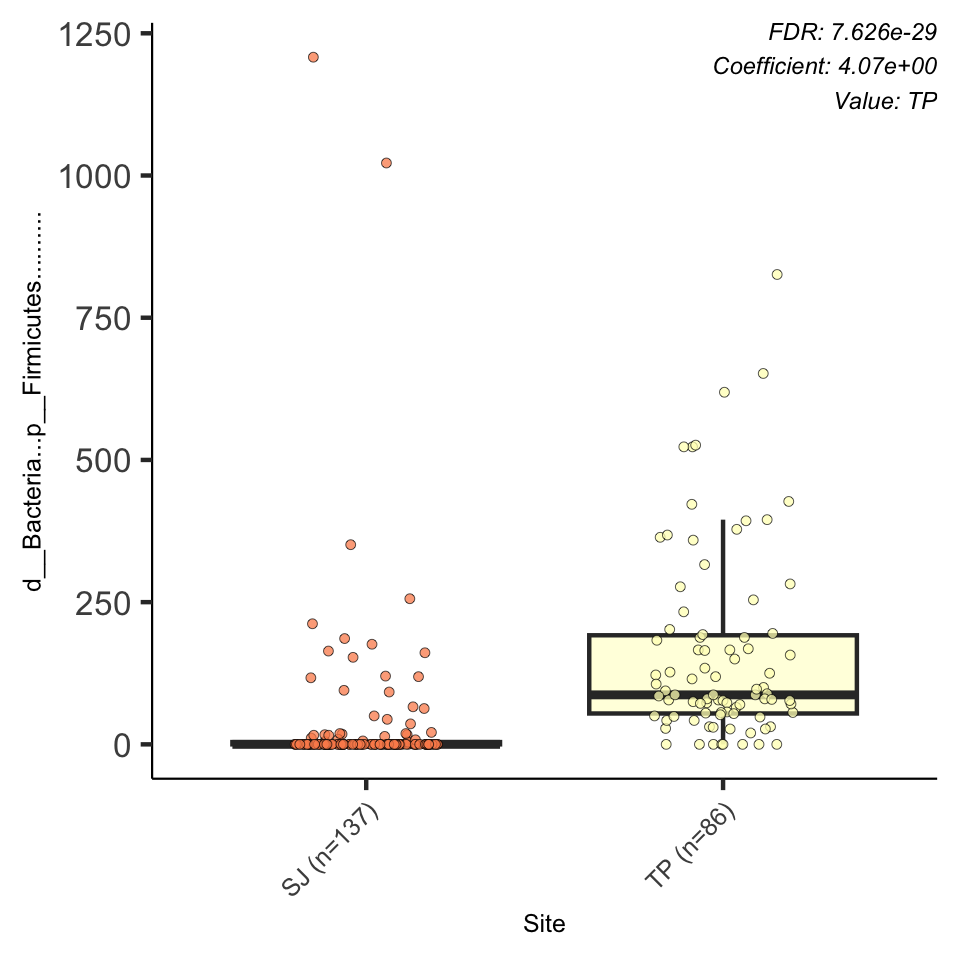 FDR: 7.626e-29
Coefficient: 4.07e+00
Value: TP
1250
1000
750
500
250
0
d__Bacteria...p__Firmicutes..........
SJ (n=137)
TP (n=86)
Site